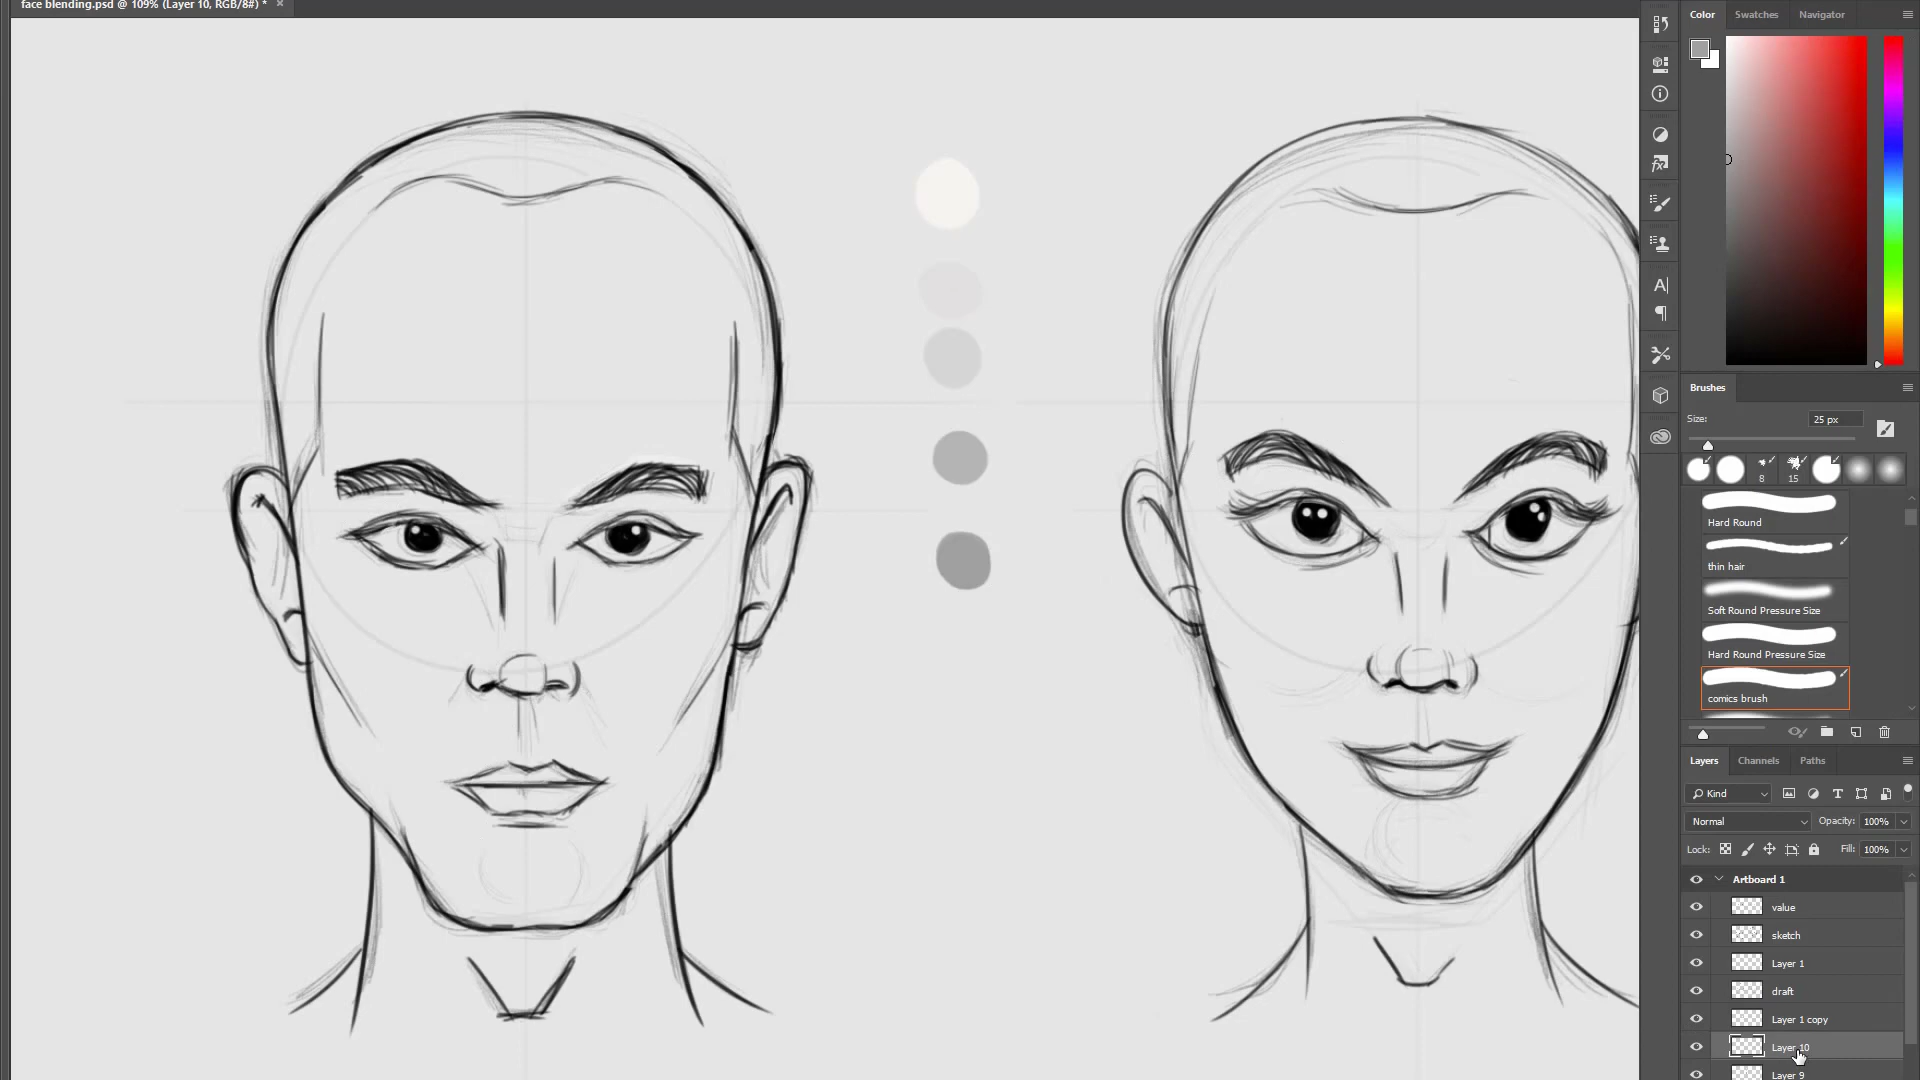 face blending.psd @ 109% (Layer 10, RGB/8#) * ×
Color Swatches Navigator
Brushes
Size: 25 px
8 15
Hard Round
thin hair
Soft Round Pressure Size
Hard Round Pressure Size
comics brush
Layers Channels Paths
Kind
Normal Opacity: 100%
Lock: Fill: 100%
Artboard 1
value
sketch
Layer 1
draft
Layer 1 copy
Layer 10
Layer 9